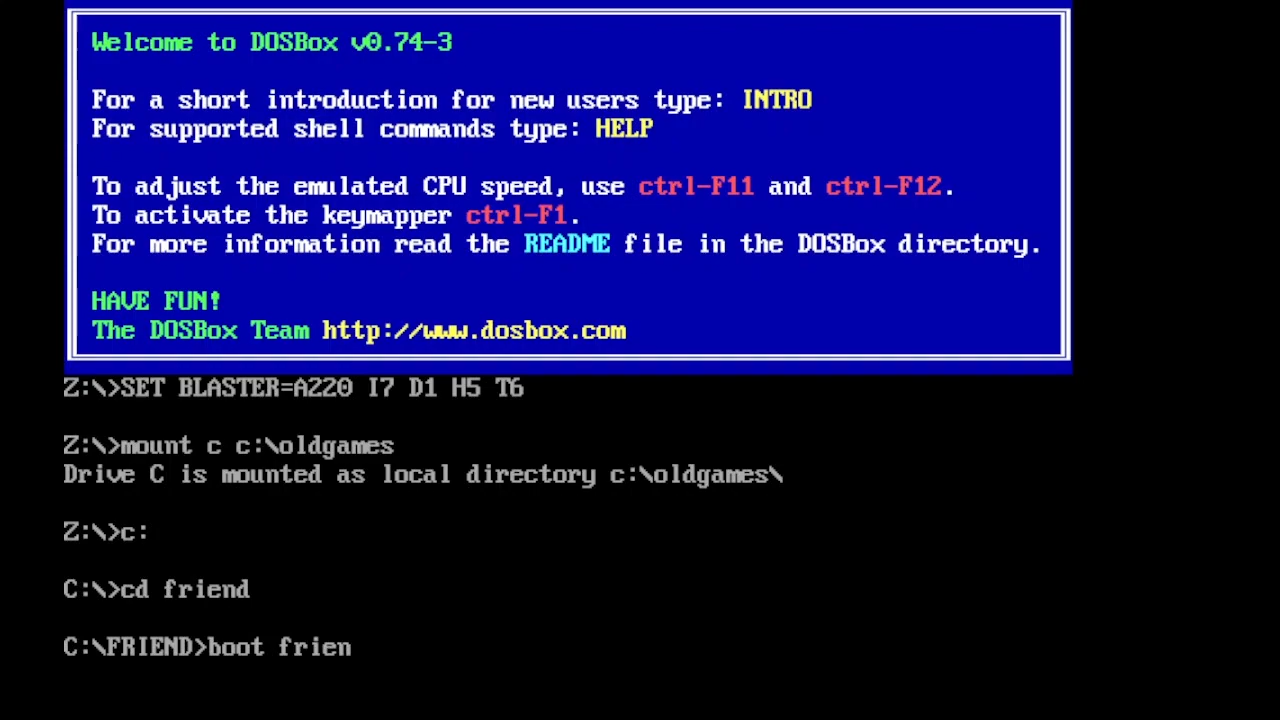 Welcome to DOSBox v0.74-3
For a short introduction for new users type: INTRO
For supported shell commands type: HELP
To adjust the emulated CPU speed, use ctrl-F11 and ctrl-F12.
To activate the keymapper ctrl-F1.
For more information read the README file in the DOSBox directory.
HAVE FUN!
The DOSBox Team http://www.dosbox.com
Z:\>SET BLASTER=A220 I7 D1 H5 T6
Z:\>mount c c:\oldgames
Drive C is mounted as local directory c:\oldgames\
Z:\>c:
C:\>cd friend
C:\FRIEND>boot frien